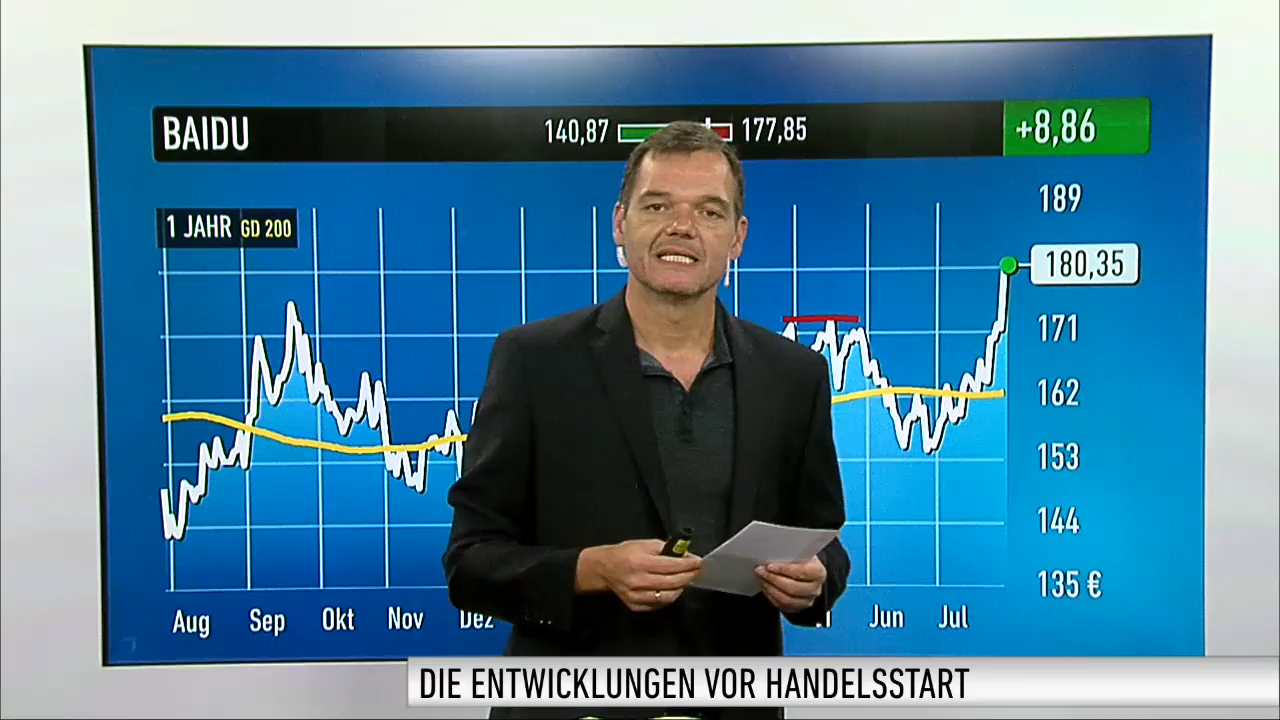 BAIDU 140,87 177,85 +8,86
1 JAHR GD 200
189
180,35
171
162
153
144
135 €
Aug Sep Okt Nov Dez Jun Jul
DIE ENTWICKLUNGEN VOR HANDELSSTART